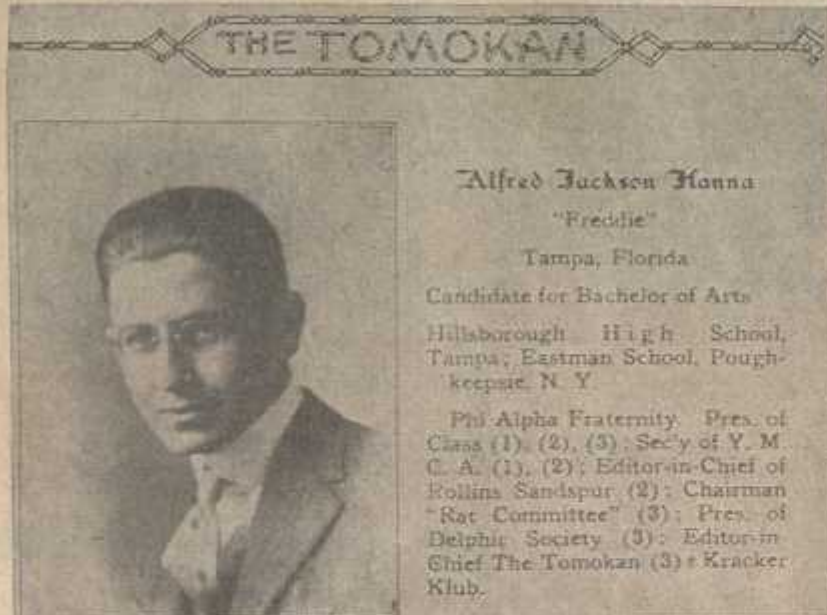 THE TOMOKAN
Alfred Jackson Hanna
"Freddie"
Tampa, Florida
Candidate for Bachelor of Arts
Hillsborough High School,
Tampa; Eastman School, Pough-
keepsie, N. Y.
Phi Alpha Fraternity. Pres. of
Class (1), (2), (3); Sec'y of Y. M.
C. A. (1), (2); Editor-in-Chief of
Rollins Sandspur (2); Chairman
"Rat Committee" (3); Pres. of
Delphic Society (3); Editor-in-
Chief The Tomokan (3); Kracker
Klub.